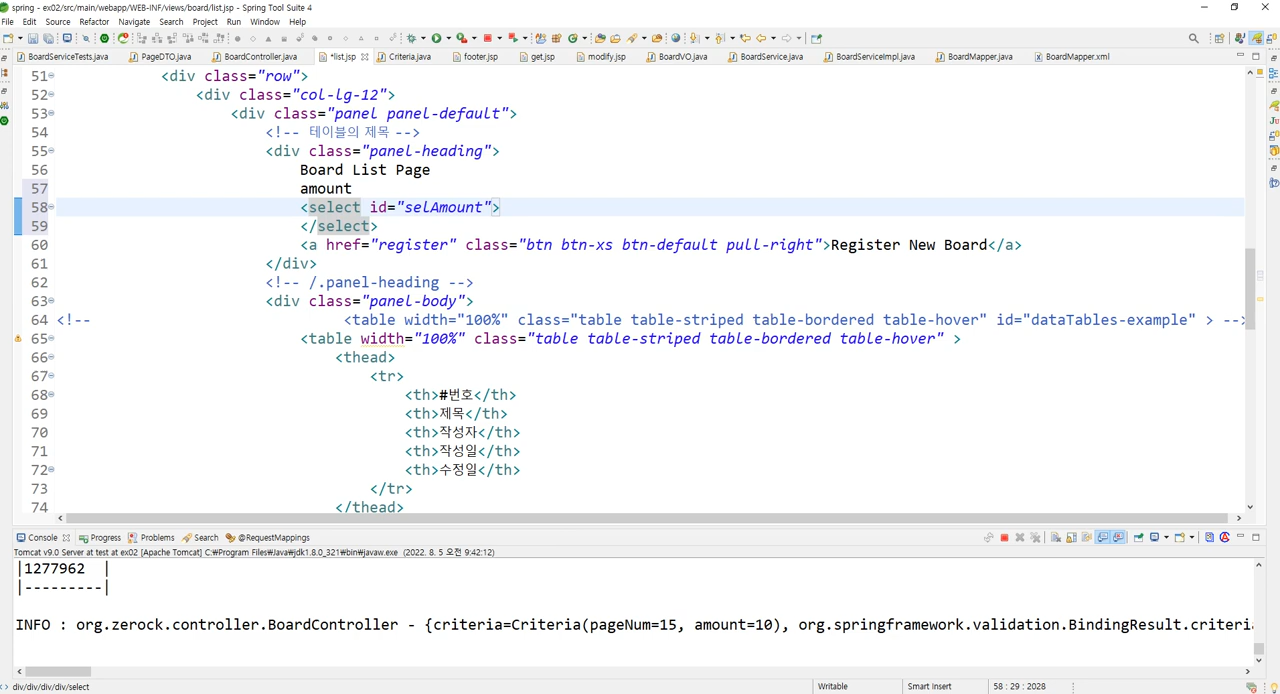 spring - ex02/src/main/webapp/WEB-INF/views/board/list.jsp - Spring Tool Suite 4
File Edit Source Refactor Navigate Search Project Run Window Help
BoardServiceTests.java PageDTO.java BoardController.java *list.jsp Criteria.java footer.jsp get.jsp modify.jsp BoardVO.java BoardService.java BoardServiceImpl.java BoardMapper.java BoardMapper.xml
51 <div class="row">
52 <div class="col-lg-12">
53 <div class="panel panel-default">
54 <!-- 테이블의 제목 -->
55 <div class="panel-heading">
56 Board List Page
57 amount
58 <select id="selAmount">
59 </select>
60 <a href="register" class="btn btn-xs btn-default pull-right">Register New Board</a>
61 </div>
62 <!-- /.panel-heading -->
63 <div class="panel-body">
64 <!-- <table width="100%" class="table table-striped table-bordered table-hover" id="dataTables-example" > -->
65 <table width="100%" class="table table-striped table-bordered table-hover" >
66 <thead>
67 <tr>
68 <th>#번호</th>
69 <th>제목</th>
70 <th>작성자</th>
71 <th>작성일</th>
72 <th>수정일</th>
73 </tr>
74 </thead>
Console Progress Problems Search @RequestMappings
Tomcat v9.0 Server at test at ex02 [Apache Tomcat] C:₩Program Files₩Java₩jdk1.8.0_321₩bin₩javaw.exe (2022. 8. 5 오전 9:42:12)
|1277962 |
|---------|
INFO : org.zerock.controller.BoardController - {criteria=Criteria(pageNum=15, amount=10), org.springframework.validation.BindingResult.criteria
div/div/div/div/select Writable Smart Insert 58 : 29 : 2028